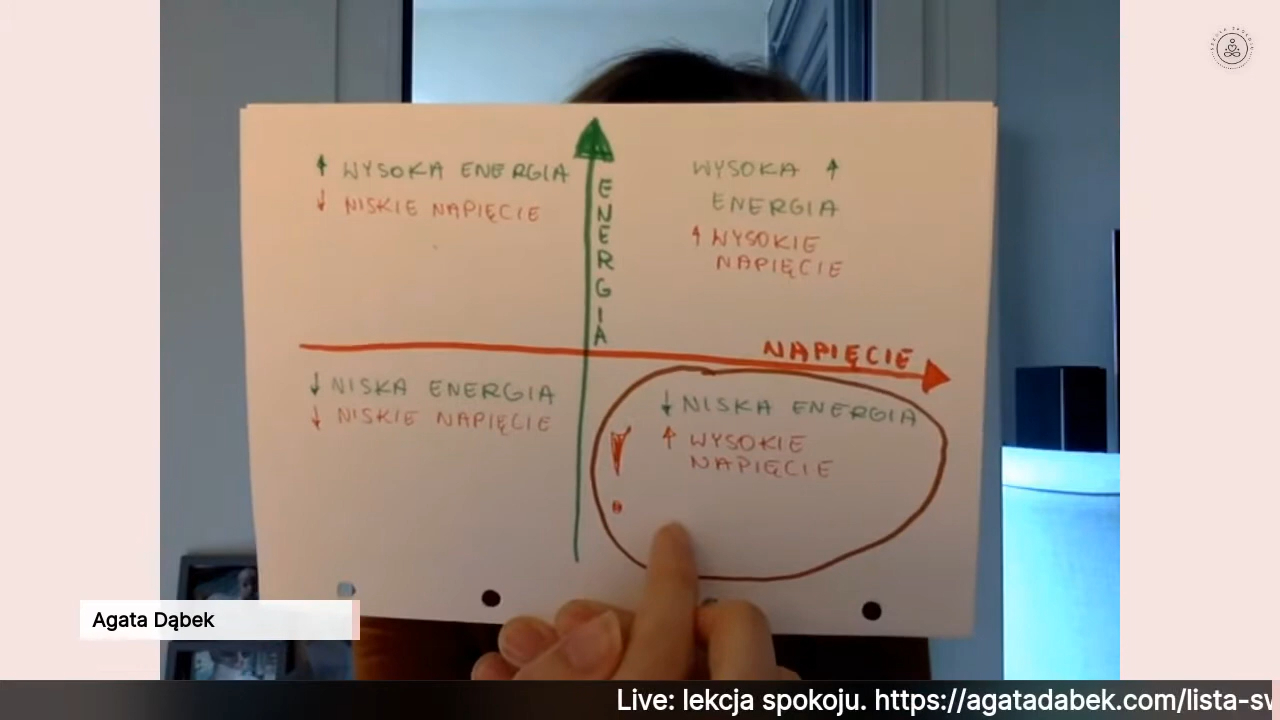 ↑ WYSOKA ENERGIA
↓ NISKIE NAPIĘCIE
WYSOKA ↑
ENERGIA
↑ WYSOKIE
NAPIĘCIE
ENERGIA
NAPIĘCIE
↓ NISKA ENERGIA
↓ NISKIE NAPIĘCIE
↓ NISKA ENERGIA
↑ WYSOKIE
NAPIĘCIE
!
Agata Dąbek
Live: lekcja spokoju. https://agatadabek.com/lista-sw